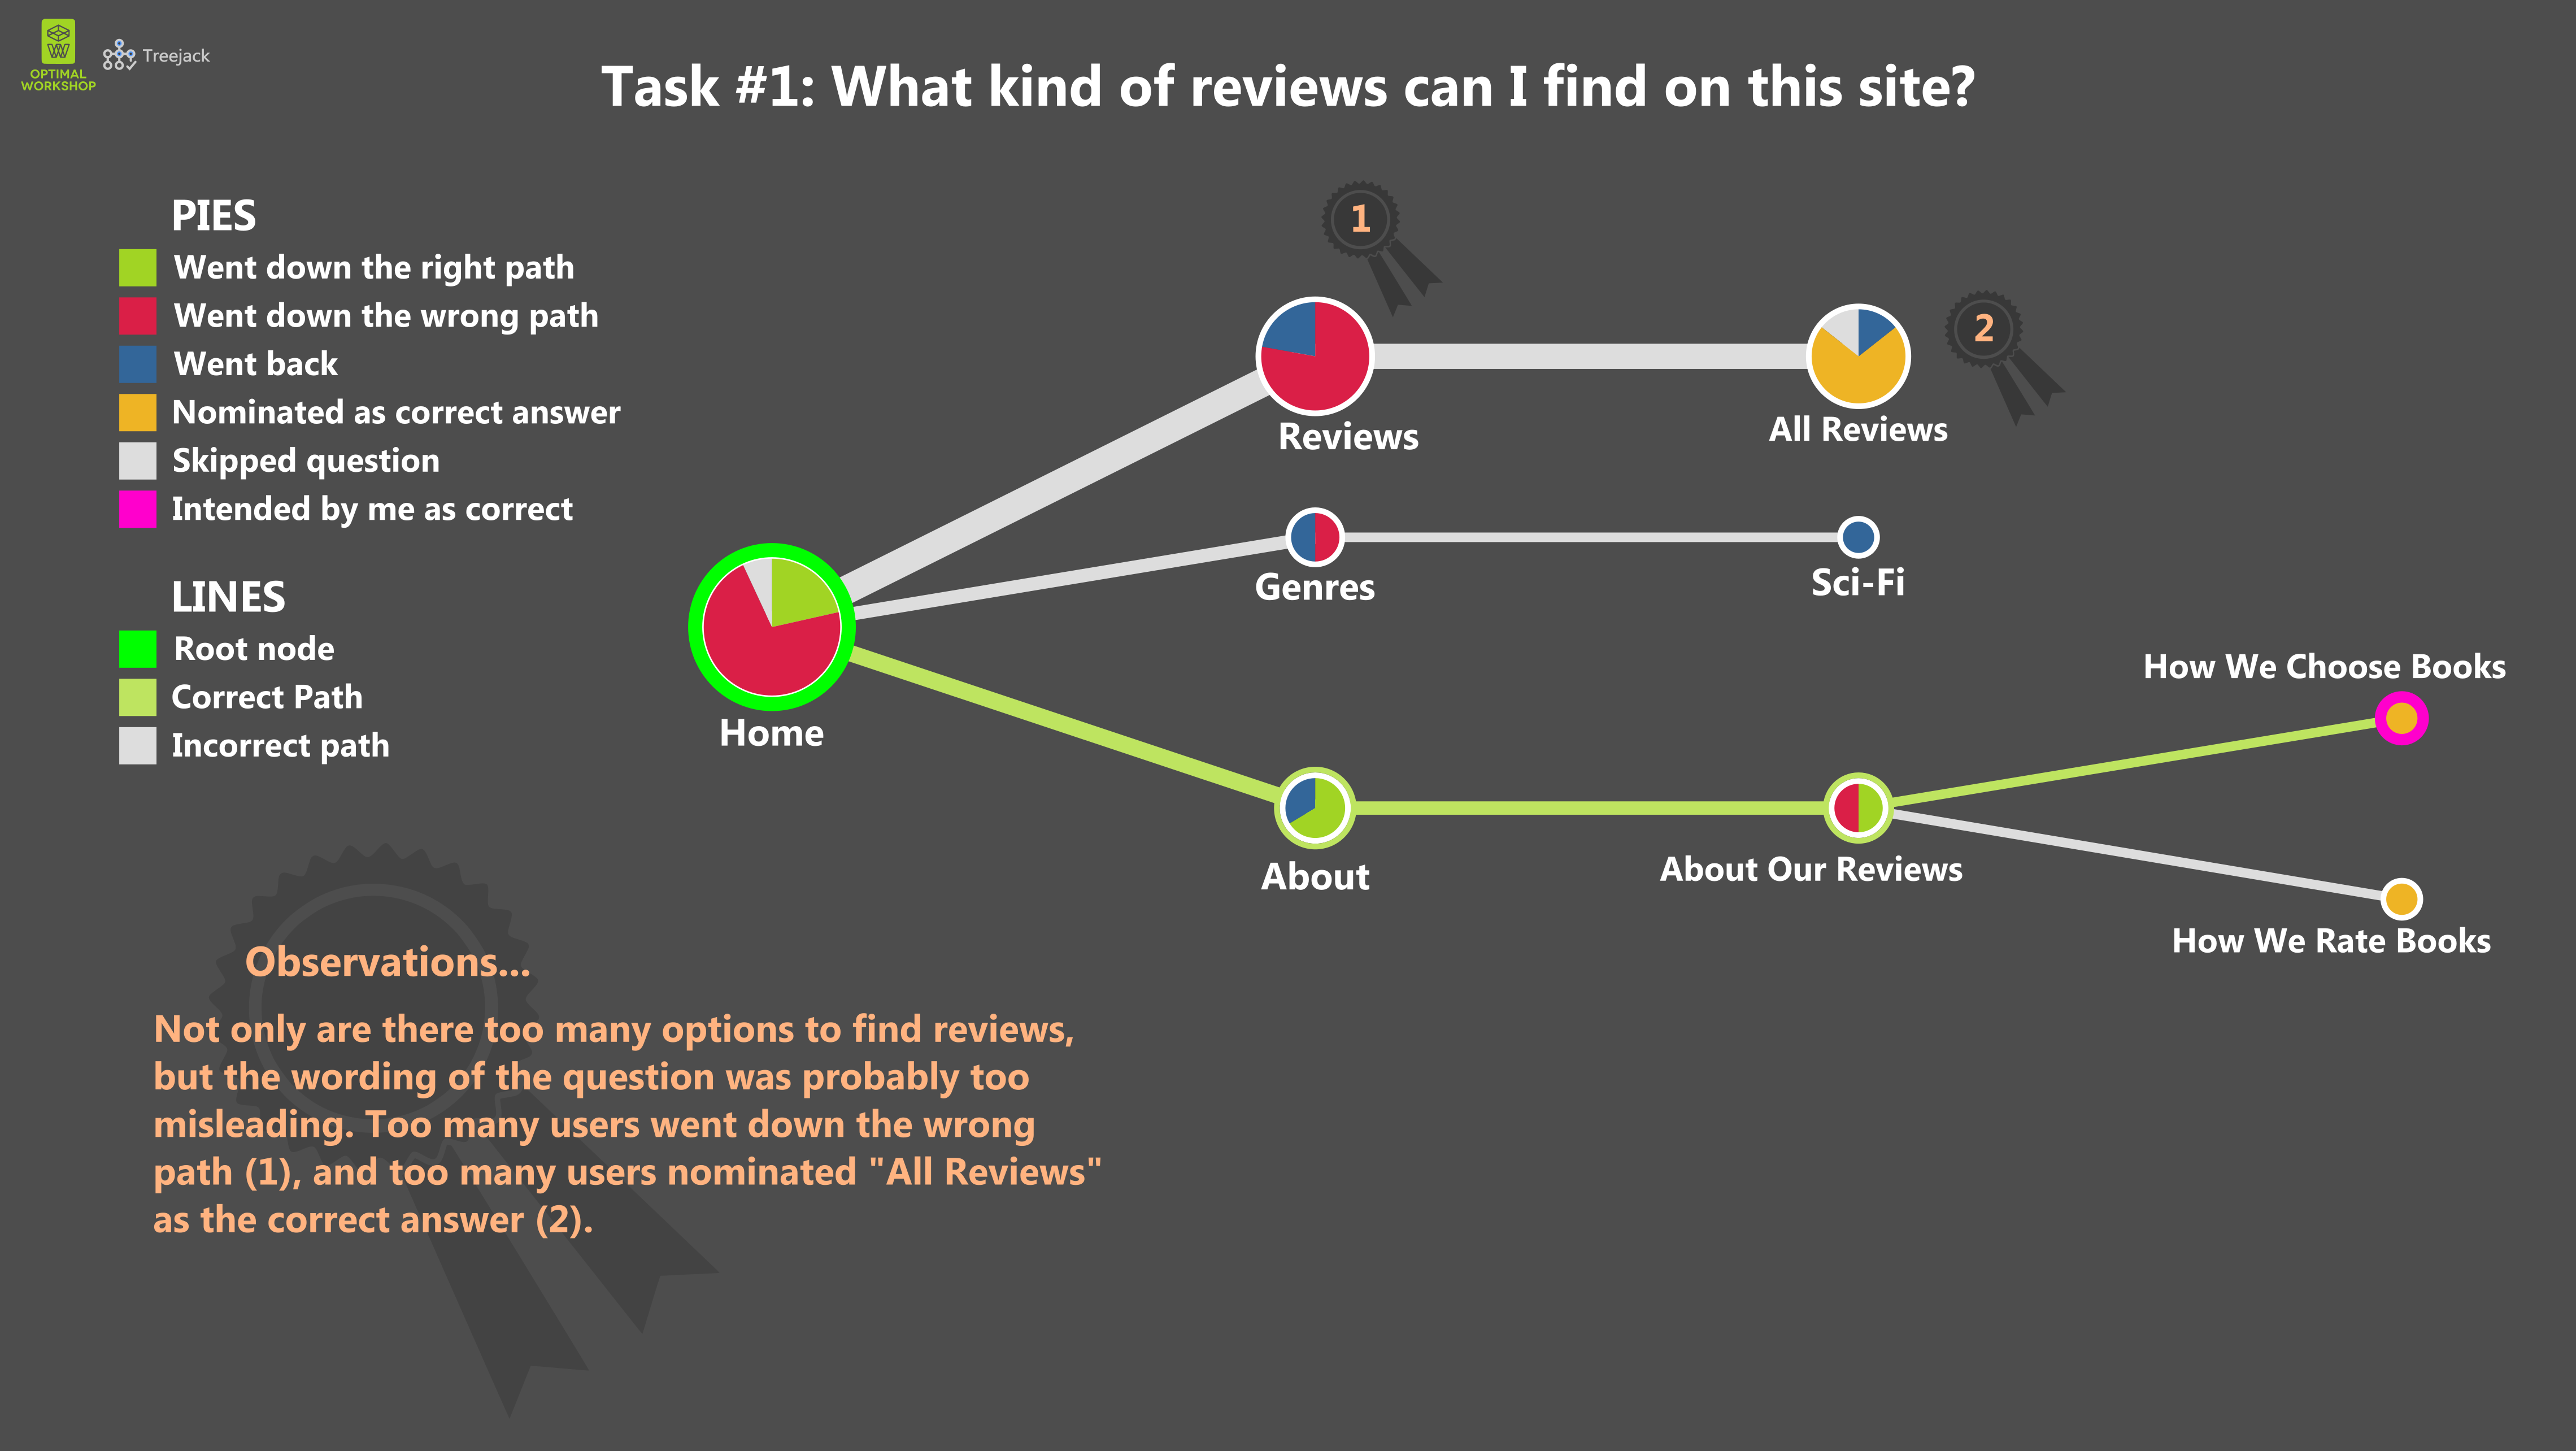 OPTIMAL
WORKSHOP
Treejack
Task #1: What kind of reviews can I find on this site?
PIES
Went down the right path
Went down the wrong path
Went back
Nominated as correct answer
Skipped question
Intended by me as correct
LINES
Root node
Correct Path
Incorrect path
1
2
Reviews
All Reviews
Genres
Sci-Fi
Home
How We Choose Books
About
About Our Reviews
How We Rate Books
Observations...
Not only are there too many options to find reviews,
but the wording of the question was probably too
misleading. Too many users went down the wrong
path (1), and too many users nominated "All Reviews"
as the correct answer (2).